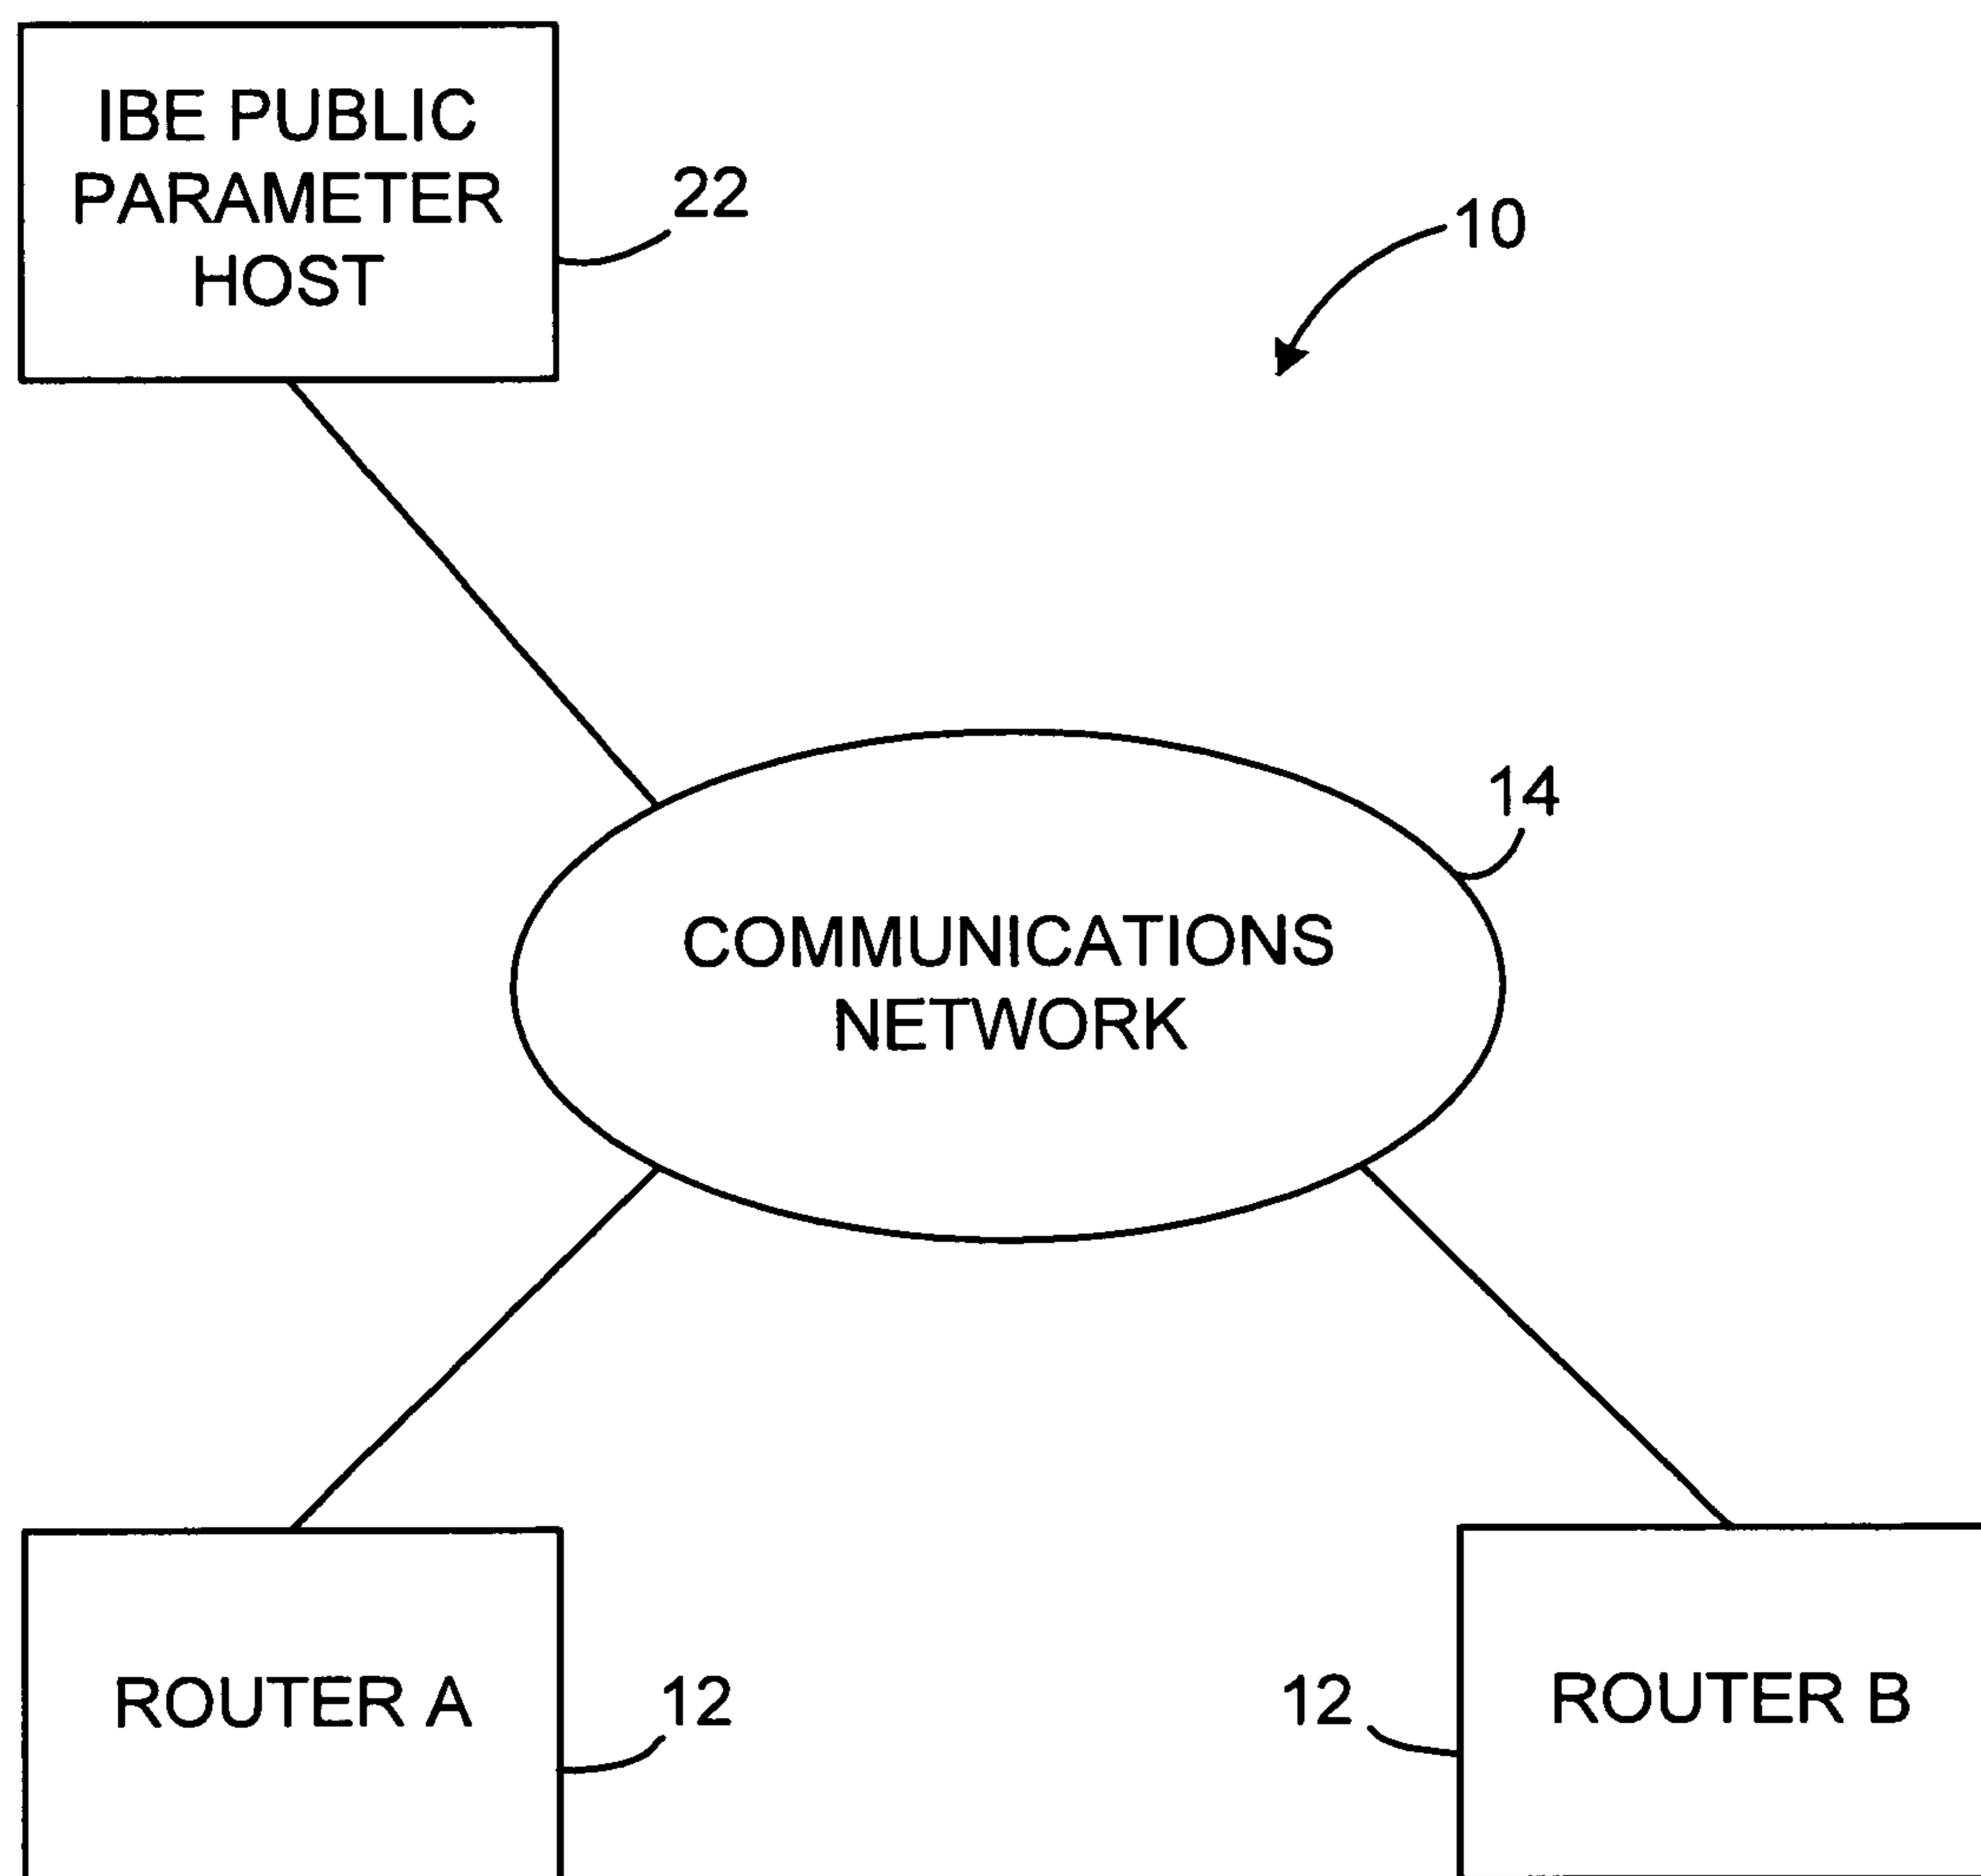 IBE PUBLIC
PARAMETER
HOST
22
10
14
COMMUNICATIONS
NETWORK
ROUTER A
12
12
ROUTER B